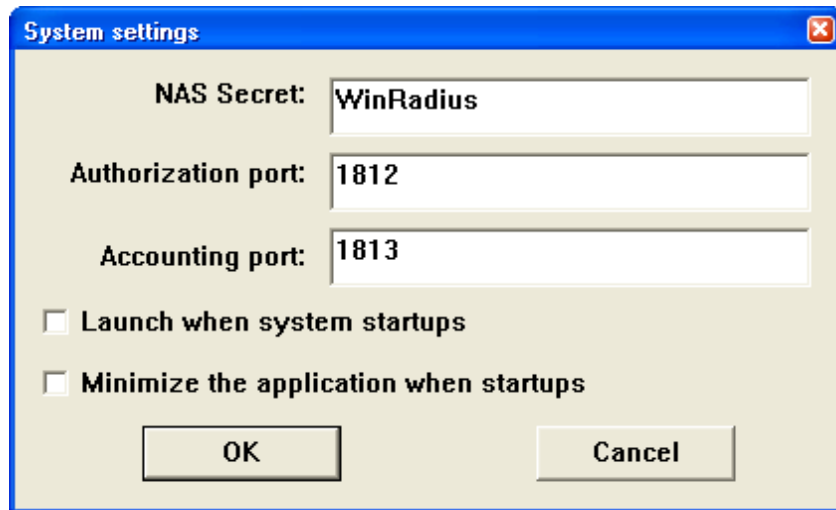 System settings
NAS Secret: WinRadius
Authorization port: 1812
Accounting port: 1813
Launch when system startups
Minimize the application when startups
OK Cancel